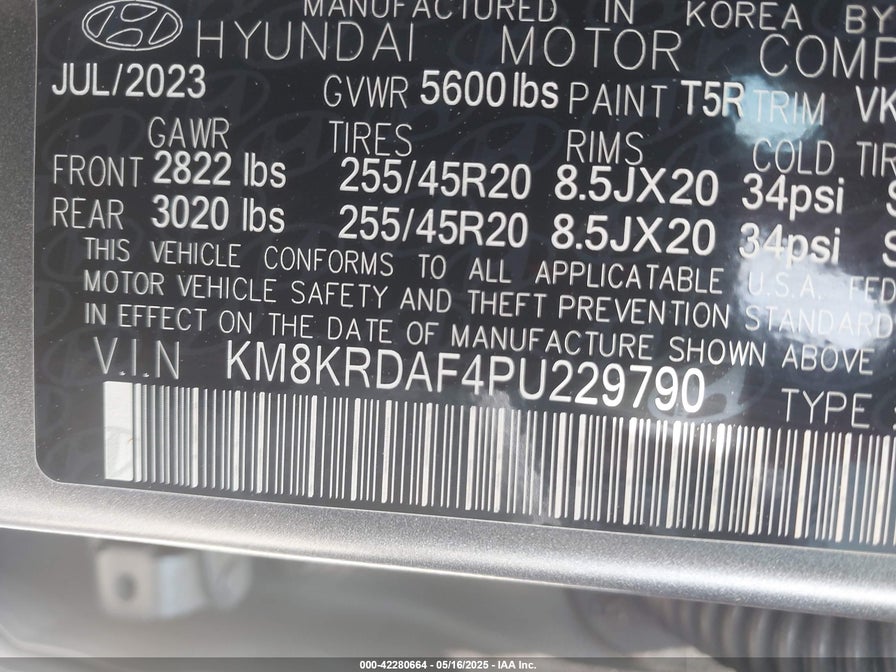 MANUFACTURED IN KOREA BY
HYUNDAI MOTOR
JUL/2023 GVWR 5600lbs PAINT T5R TRIM
GAWR TIRES RIMS COLD
FRONT 2822 lbs 255/45R20 8.5JX20 34psi
REAR 3020 lbs 255/45R20 8.5JX20 34psi
THIS VEHICLE CONFORMS TO ALL APPLICATABLE U.S.A.
MOTOR VEHICLE SAFETY AND THEFT PREVENTION STANDARD
IN EFFECT ON THE DATE OF MANUFACTURE SHOWN ABOVE
V.I.N KM8KRDAF4PU229790 TYPE
000-42280664 / 05/16/2025 - IAA Inc.